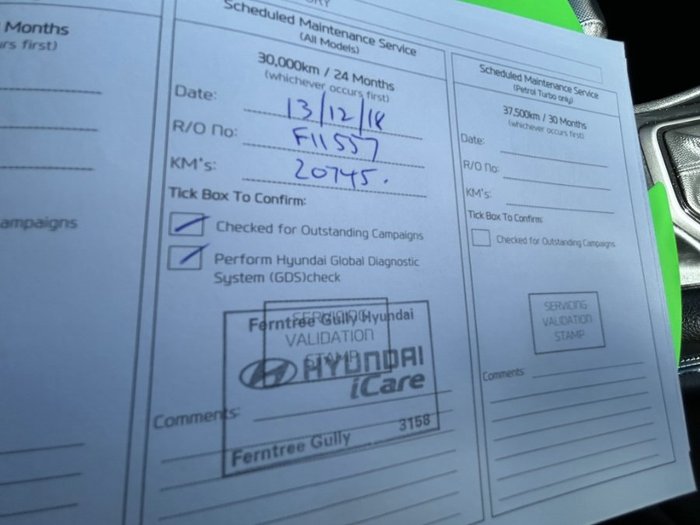 Months
rs first)
ampaigns
Scheduled Maintenance Service
(All Models)
30,000km / 24 Months
(whichever occurs first)
Date: 13/12/18
R/O No: F11557
KM's: 20745.
Tick Box To Confirm:
Checked for Outstanding Campaigns
Perform Hyundai Global Diagnostic
System (GDS)check
Ferntree Gully Hyundai
SERVICING
VALIDATION
STAMP
HYUNDAI
iCare
Comments:
Ferntree Gully 3158
Scheduled Maintenance Service
(Petrol Turbo only)
37,500km / 30 Months
(whichever occurs first)
Date:
R/O No:
KM's:
Tick Box To Confirm:
Checked for Outstanding Campaigns
SERVICING
VALIDATION
STAMP
Comments: